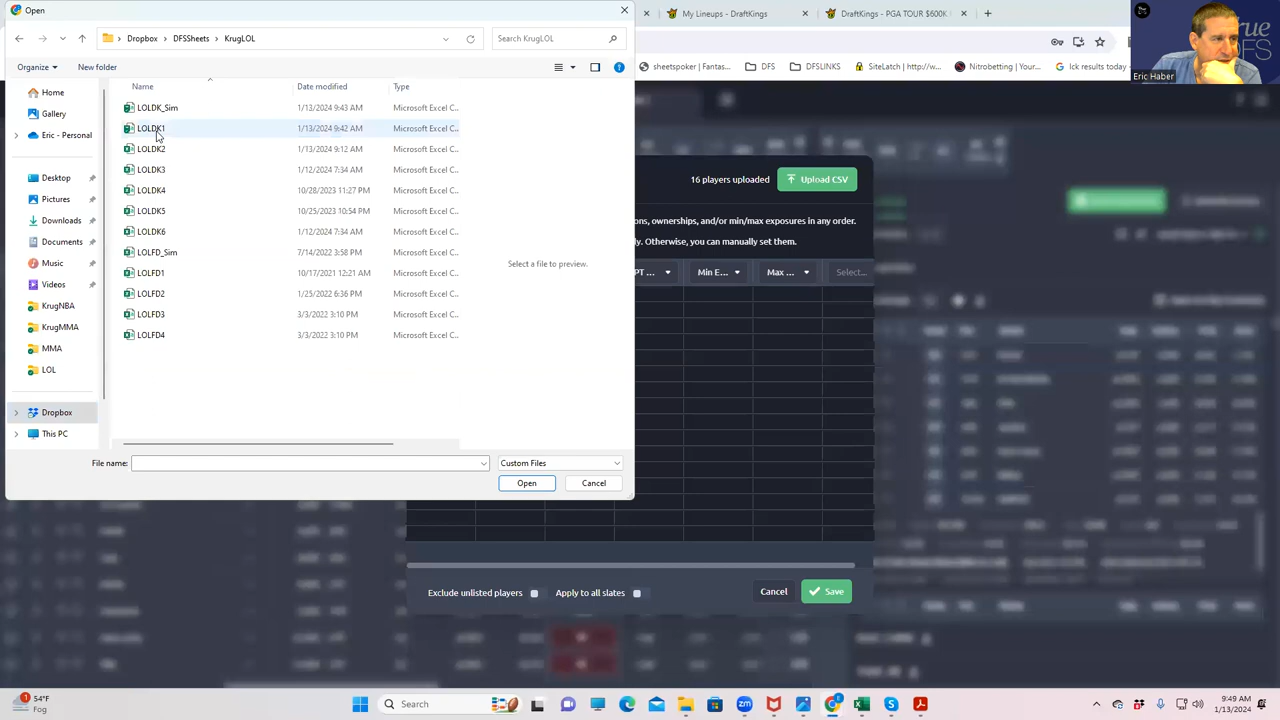 Open
My Lineups - DraftKings
DraftKings - PGA TOUR $600K
Dropbox > DFSSheets > KrugLOL
Search KrugLOL
rue
DFS
Eric Haber
Organize
New folder
sheetspoker | Fanta...
DFS
DFSLINKS
SiteLatch | http://w...
Nitrobetting | Your...
Ick results today
Name
Date modified
Type
Home
Gallery
Eric - Personal
Desktop
Pictures
Downloads
Documents
Music
Videos
KrugNBA
KrugMMA
MMA
LOL
Dropbox
This PC
LOLDK_Sim 1/13/2024 9:43 AM Microsoft Excel C...
LOLDK1 1/13/2024 9:42 AM Microsoft Excel C...
LOLDK2 1/13/2024 9:12 AM Microsoft Excel C...
LOLDK3 1/12/2024 7:34 AM Microsoft Excel C...
LOLDK4 10/28/2023 11:27 PM Microsoft Excel C...
LOLDK5 10/25/2023 10:54 PM Microsoft Excel C...
LOLDK6 1/12/2024 7:34 AM Microsoft Excel C...
LOLFD_Sim 7/14/2022 3:58 PM Microsoft Excel C...
LOLFD1 10/17/2021 12:21 AM Microsoft Excel C...
LOLFD2 1/25/2022 6:36 PM Microsoft Excel C...
LOLFD3 3/3/2022 3:10 PM Microsoft Excel C...
LOLFD4 3/3/2022 3:10 PM Microsoft Excel C...
Select a file to preview.
16 players uploaded
Upload CSV
ons, ownerships, and/or min/max exposures in any order.
ly. Otherwise, you can manually set them.
PT ...
Min E...
Max ...
Select...
File name:
Custom Files
Open
Cancel
Exclude unlisted players
Apply to all slates
Cancel
Save
54°F
Fog
Search
9:49 AM
1/13/2024